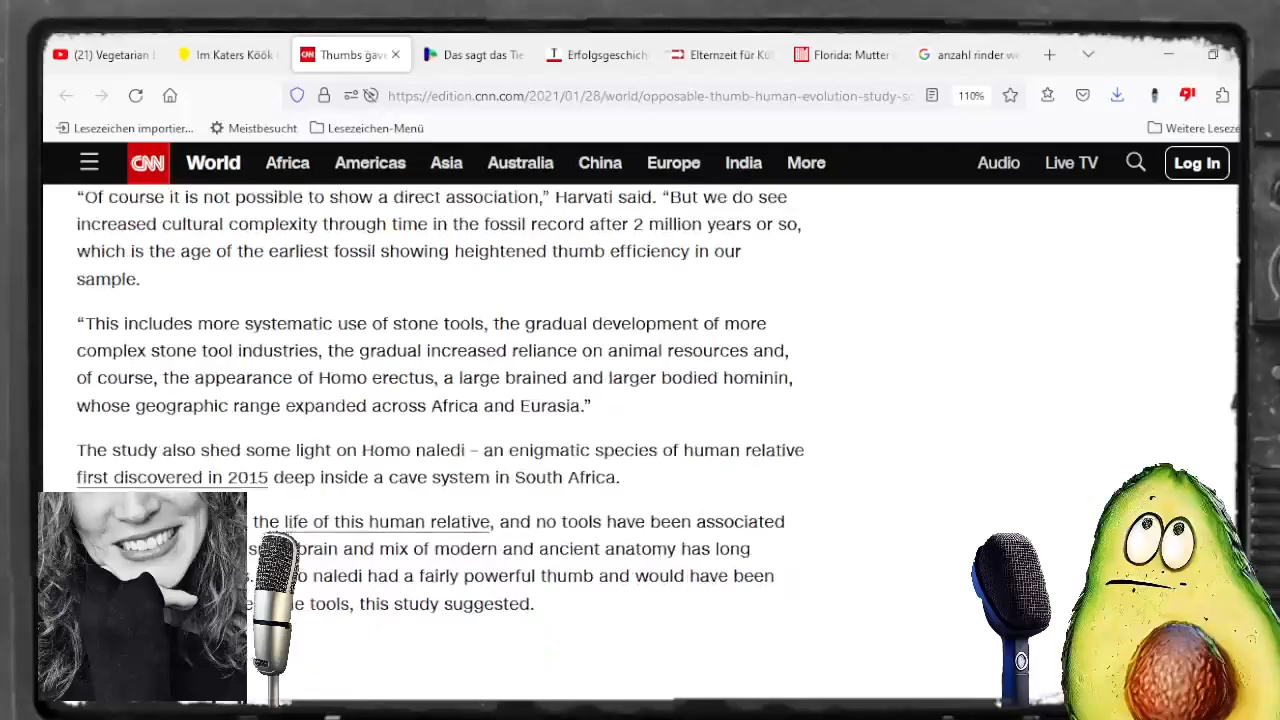 (21) Vegetarian
Im Katers Köök
Thumbs gave
Das sagt das Tie
Erfolgsgeschich
Elternzeit für Kü
Florida: Mutter
anzahl rinder we
https://edition.cnn.com/2021/01/28/world/opposable-thumb-human-evolution-study-sc
110%
Lesezeichen importier...
Meistbesucht
Lesezeichen-Menü
Weitere Leseze
CNN World Africa Americas Asia Australia China Europe India More Audio Live TV Log In
“Of course it is not possible to show a direct association,” Harvati said. “But we do see
increased cultural complexity through time in the fossil record after 2 million years or so,
which is the age of the earliest fossil showing heightened thumb efficiency in our
sample.
“This includes more systematic use of stone tools, the gradual development of more
complex stone tool industries, the gradual increased reliance on animal resources and,
of course, the appearance of Homo erectus, a large brained and larger bodied hominin,
whose geographic range expanded across Africa and Eurasia.”
The study also shed some light on Homo naledi – an enigmatic species of human relative
first discovered in 2015 deep inside a cave system in South Africa.
the life of this human relative, and no tools have been associated
brain and mix of modern and ancient anatomy has long
naledi had a fairly powerful thumb and would have been
tools, this study suggested.